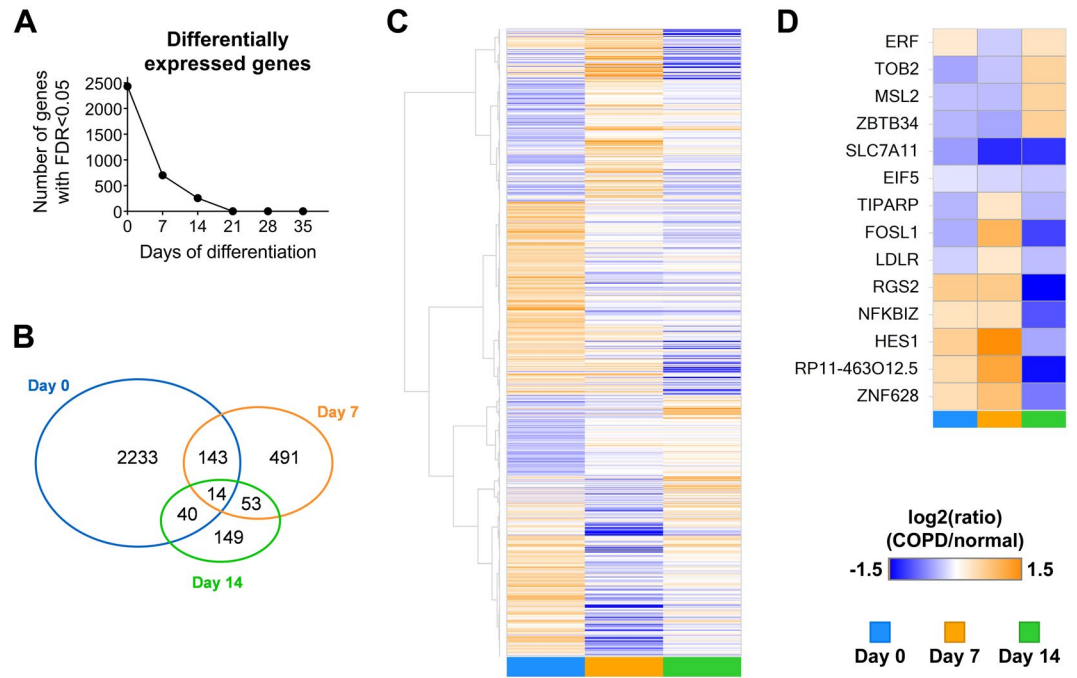 A
Differentially
expressed genes
Number of genes
with FDR<0.05
2500
2000
1500
1000
500
0
0 7 14 21 28 35
Days of differentiation
B
Day 0
Day 7
2233
143
491
14
53
40
149
Day 14
C
D
ERF
TOB2
MSL2
ZBTB34
SLC7A11
EIF5
TIPARP
FOSL1
LDLR
RGS2
NFKBIZ
HES1
RP11-463O12.5
ZNF628
log2(ratio)
(COPD/normal)
-1.5 1.5
Day 0 Day 7 Day 14